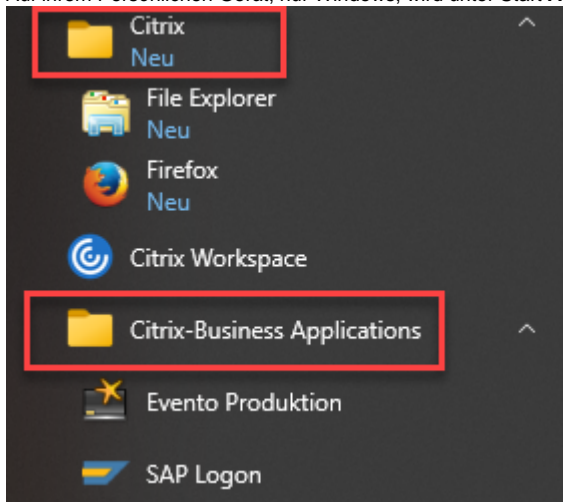 Citrix
Neu
File Explorer
Neu
Firefox
Neu
Citrix Workspace
Citrix-Business Applications
Evento Produktion
SAP Logon